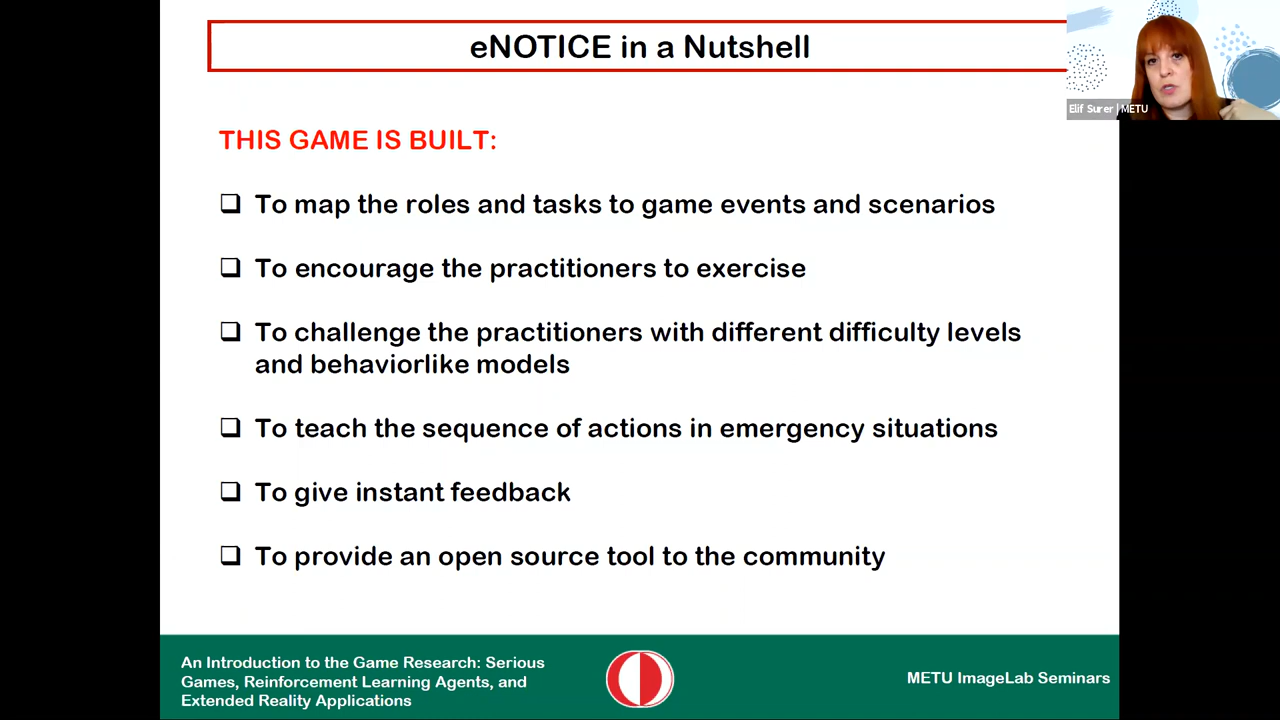 eNOTICE in a Nutshell
Elif Surer | METU
THIS GAME IS BUILT:
To map the roles and tasks to game events and scenarios
To encourage the practitioners to exercise
To challenge the practitioners with different difficulty levels
and behaviorlike models
To teach the sequence of actions in emergency situations
To give instant feedback
To provide an open source tool to the community
An Introduction to the Game Research: Serious
Games, Reinforcement Learning Agents, and
Extended Reality Applications
METU ImageLab Seminars